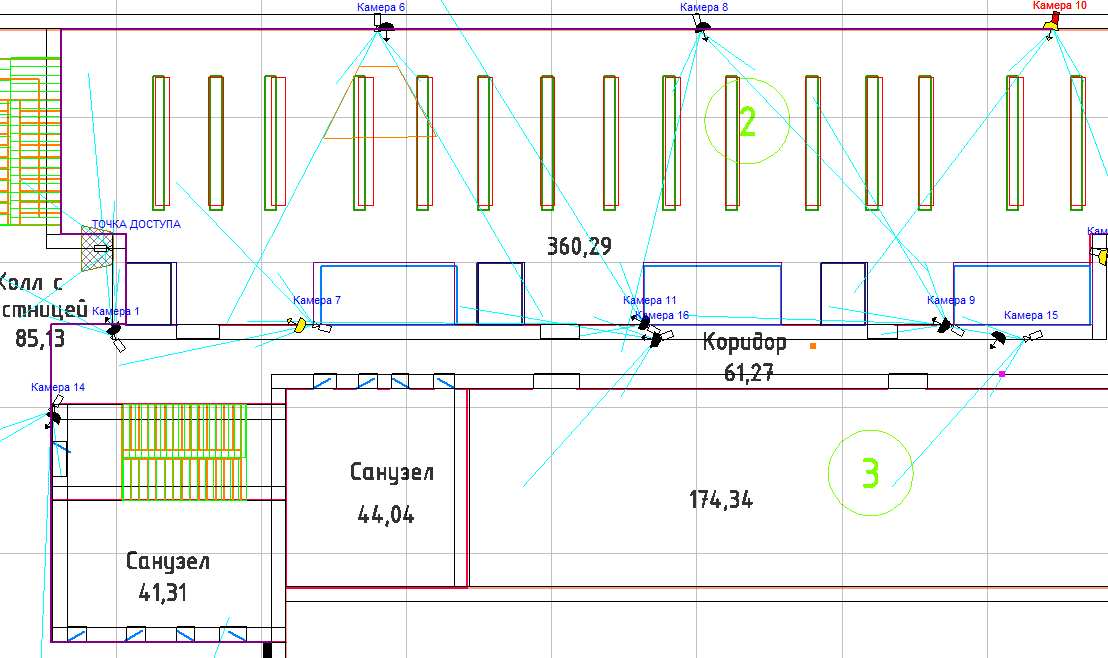 Камера 6
Камера 8
Камера 10
2
ТОЧКА ДОСТУПА
Кам
360,29
Холл с
стницей
85,13
Камера 1
Камера 7
Камера 11
Камера 16
Камера 9
Камера 15
Коридор
61,27
Камера 14
Санузел
44,04
3
174,34
Санузел
41,31